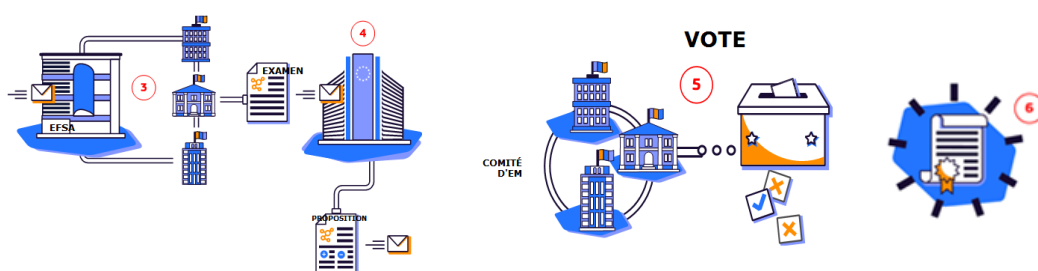 3
EFSA
EXAMEN
4
PROPOSITION
VOTE
5
COMITÉ
D'EM
6